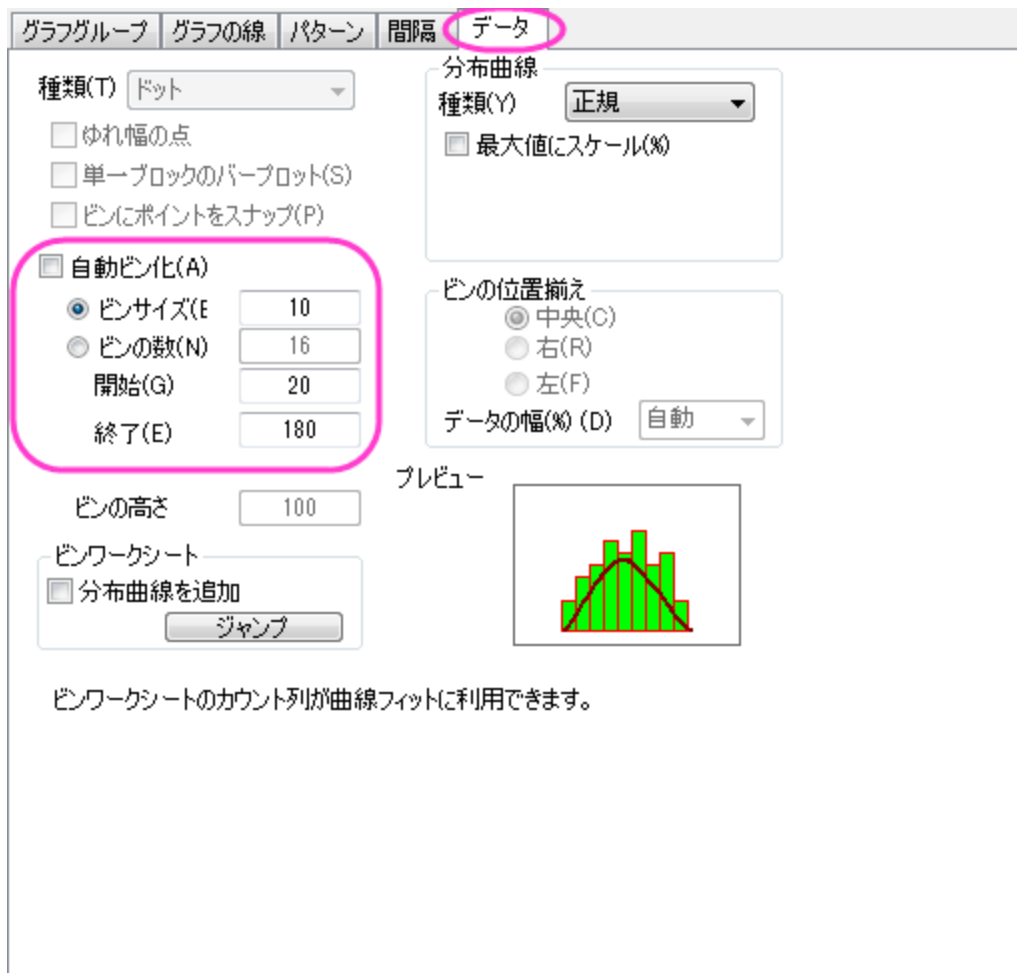 グラフグループ グラフの線 パターン 間隔 データ
種類(T) ドット
ゆれ幅の点
単一ブロックのバープロット(S)
ビンにポイントをスナップ(P)
自動ビン化(A)
ビンサイズ(E 10
ビンの数(N) 16
開始(G) 20
終了(E) 180
ビンの高さ 100
ビンワークシート
分布曲線を追加
ジャンプ
分布曲線
種類(Y) 正規
最大値にスケール(%)
ビンの位置揃え
中央(C)
右(R)
左(F)
データの幅(%) (D) 自動
プレビュー
ビンワークシートのカウント列が曲線フィットに利用できます。